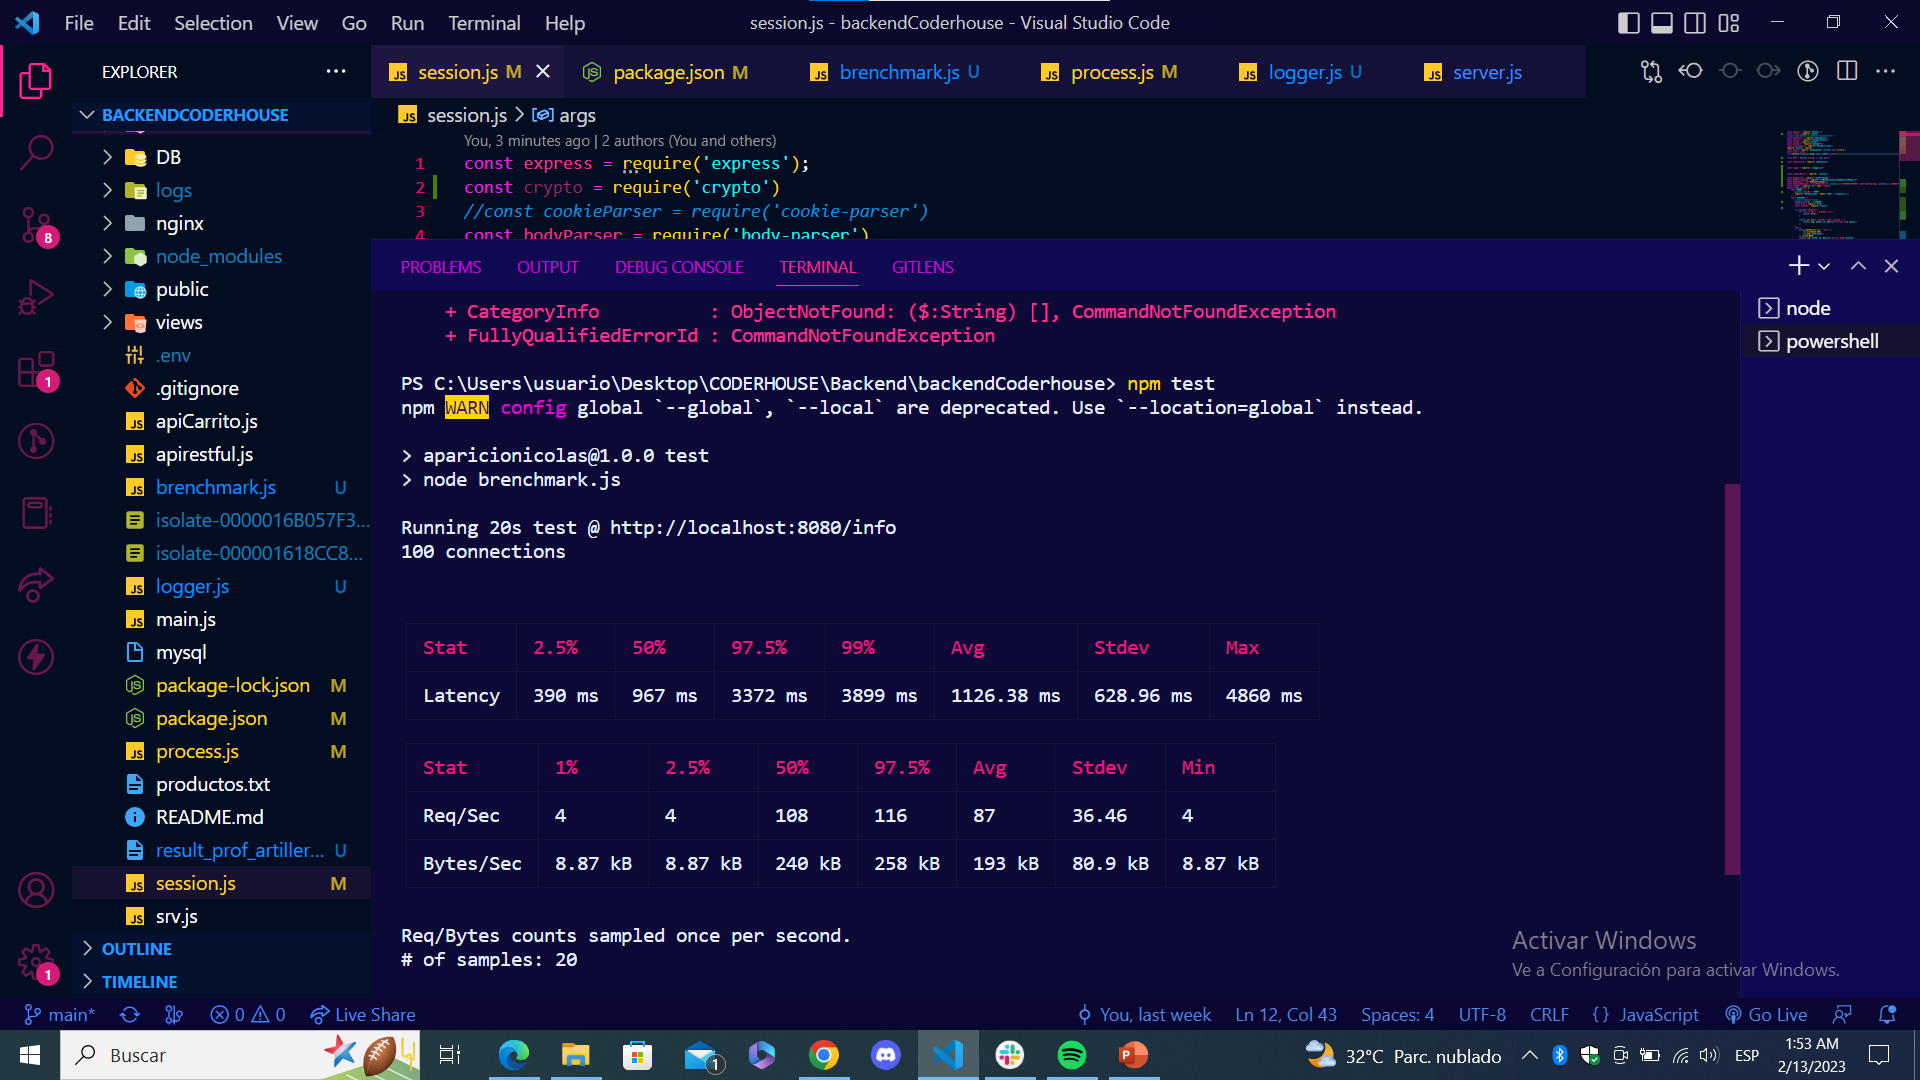 File Edit Selection View Go Run Terminal Help
session.js - backendCoderhouse - Visual Studio Code
EXPLORER
session.js M
package.json M
brenchmark.js U
process.js M
logger.js U
server.js
BACKENDCODERHOUSE
DB
logs
nginx
node_modules
public
views
.env
.gitignore
apiCarrito.js
apirestful.js
brenchmark.js U
isolate-0000016B057F3...
isolate-000001618CC8...
logger.js U
main.js
mysql
package-lock.json M
package.json M
process.js M
productos.txt
README.md
result_prof_artiller... U
session.js M
srv.js
OUTLINE
TIMELINE
8
1
1
session.js > args
You, 3 minutes ago | 2 authors (You and others)
1 const express = require('express');
2 const crypto = require('crypto')
3 //const cookieParser = require('cookie-parser')
4 const bodyParser = require('body-parser')
PROBLEMS OUTPUT DEBUG CONSOLE TERMINAL GITLENS
node
powershell
+ CategoryInfo : ObjectNotFound: ($:String) [], CommandNotFoundException
+ FullyQualifiedErrorId : CommandNotFoundException
PS C:\Users\usuario\Desktop\CODERHOUSE\Backend\backendCoderhouse> npm test
npm WARN config global `--global`, `--local` are deprecated. Use `--location=global` instead.
> aparicionicolas@1.0.0 test
> node brenchmark.js
Running 20s test @ http://localhost:8080/info
100 connections
Stat 2.5% 50% 97.5% 99% Avg Stdev Max
Latency 390 ms 967 ms 3372 ms 3899 ms 1126.38 ms 628.96 ms 4860 ms
Stat 1% 2.5% 50% 97.5% Avg Stdev Min
Req/Sec 4 4 108 116 87 36.46 4
Bytes/Sec 8.87 kB 8.87 kB 240 kB 258 kB 193 kB 80.9 kB 8.87 kB
Req/Bytes counts sampled once per second.
# of samples: 20
Activar Windows
Ve a Configuración para activar Windows.
main* 0 0 Live Share
You, last week Ln 12, Col 43 Spaces: 4 UTF-8 CRLF {} JavaScript Go Live
Buscar
1
32°C Parc. nublado
ESP
1:53 AM
2/13/2023